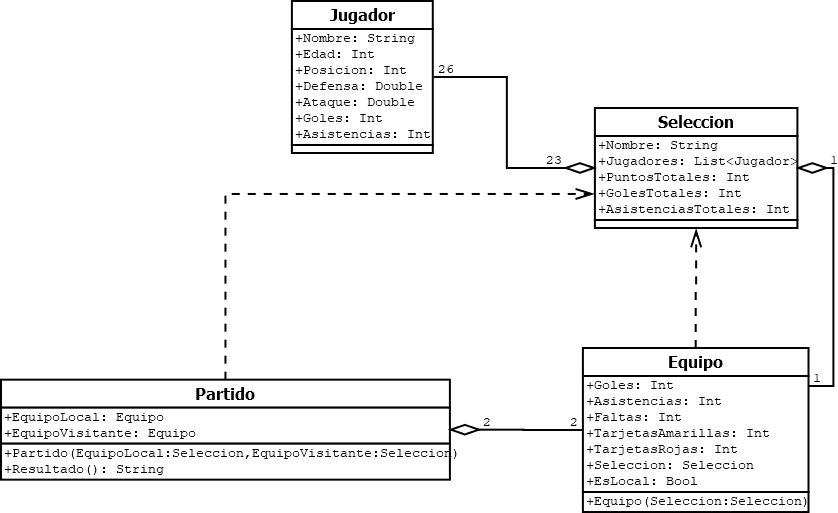 Jugador
+Nombre: String
+Edad: Int
+Posicion: Int
+Defensa: Double
+Ataque: Double
+Goles: Int
+Asistencias: Int
26
23
Seleccion
+Nombre: String
+Jugadores: List<Jugador>
+PuntosTotales: Int
+GolesTotales: Int
+AsistenciasTotales: Int
1
Partido
+EquipoLocal: Equipo
+EquipoVisitante: Equipo
+Partido(EquipoLocal:Seleccion,EquipoVisitante:Seleccion)
+Resultado(): String
2
2
Equipo
+Goles: Int
+Asistencias: Int
+Faltas: Int
+TarjetasAmarillas: Int
+TarjetasRojas: Int
+Seleccion: Seleccion
+EsLocal: Bool
+Equipo(Seleccion:Seleccion)
1